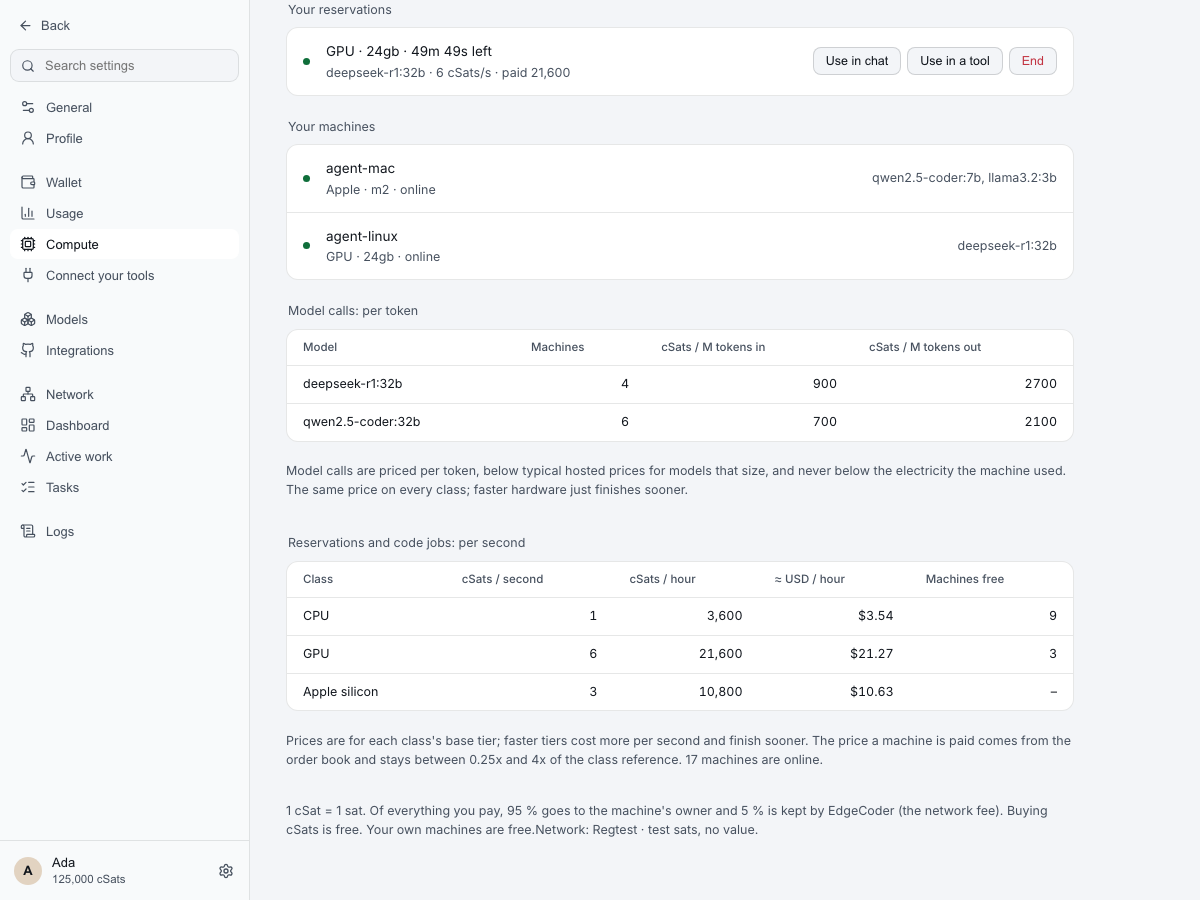 Back
Search settings
General
Profile
Wallet
Usage
Compute
Connect your tools
Models
Integrations
Network
Dashboard
Active work
Tasks
Logs
A
Ada
125,000 cSats
Your reservations
GPU · 24gb · 49m 49s left
deepseek-r1:32b · 6 cSats/s · paid 21,600
Use in chat
Use in a tool
End
Your machines
agent-mac
Apple · m2 · online
qwen2.5-coder:7b, llama3.2:3b
agent-linux
GPU · 24gb · online
deepseek-r1:32b
Model calls: per token
Model Machines cSats / M tokens in cSats / M tokens out
deepseek-r1:32b 4 900 2700
qwen2.5-coder:32b 6 700 2100
Model calls are priced per token, below typical hosted prices for models that size, and never below the electricity the machine used.
The same price on every class; faster hardware just finishes sooner.
Reservations and code jobs: per second
Class cSats / second cSats / hour ≈ USD / hour Machines free
CPU 1 3,600 $3.54 9
GPU 6 21,600 $21.27 3
Apple silicon 3 10,800 $10.63 –
Prices are for each class's base tier; faster tiers cost more per second and finish sooner. The price a machine is paid comes from the
order book and stays between 0.25x and 4x of the class reference. 17 machines are online.
1 cSat = 1 sat. Of everything you pay, 95 % goes to the machine's owner and 5 % is kept by EdgeCoder (the network fee). Buying
cSats is free. Your own machines are free.Network: Regtest · test sats, no value.